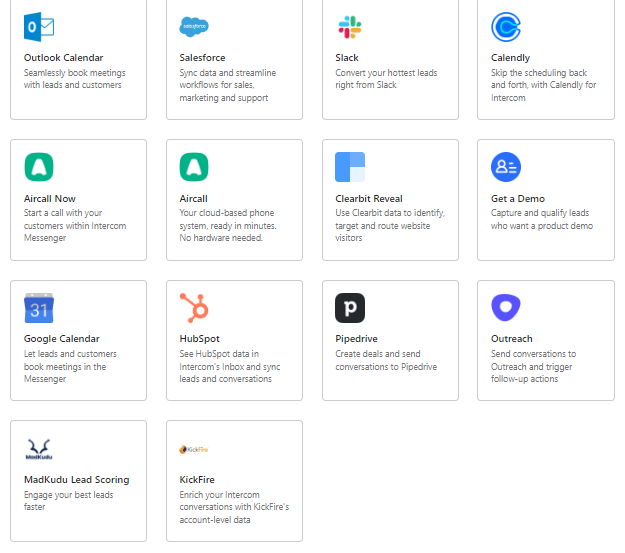 salesforce
Outlook Calendar
Seamlessly book meetings
with leads and customers
Salesforce
Sync data and streamline
workflows for sales,
marketing and support
Slack
Convert your hottest leads
right from Slack
Calendly
Skip the scheduling back
and forth, with Calendly for
Intercom
Aircall Now
Start a call with your
customers within Intercom
Messenger
Aircall
Your cloud-based phone
system, ready in minutes.
No hardware needed.
Clearbit Reveal
Use Clearbit data to identify,
target and route website
visitors
Get a Demo
Capture and qualify leads
who want a product demo
31
Google Calendar
Let leads and customers
book meetings in the
Messenger
HubSpot
See HubSpot data in
Intercom's Inbox and sync
leads and conversations
p
Pipedrive
Create deals and send
conversations to Pipedrive
Outreach
Send conversations to
Outreach and trigger
follow-up actions
MadKudu
MadKudu Lead Scoring
Engage your best leads
faster
KickFire
KickFire
Enrich your Intercom
conversations with KickFire's
account-level data